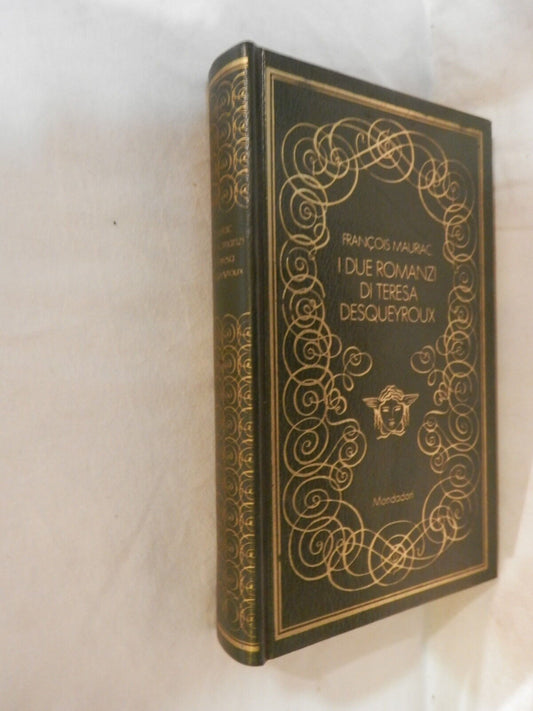 FRANÇOIS MAURIAC
I DUE ROMANZI
DI TERESA
DESQUEYROUX
Mondadori